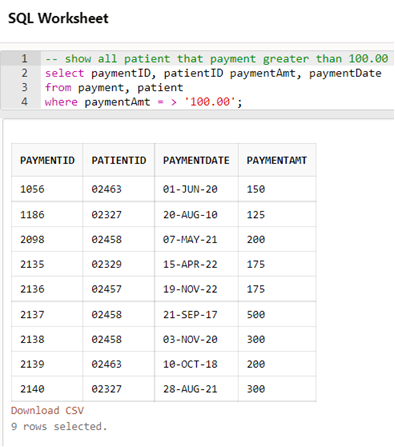 SQL Worksheet
1 -- show all patient that payment greater than 100.00
2 select paymentID, patientID paymentAmt, paymentDate
3 from payment, patient
4 where paymentAmt = > '100.00';
PAYMENTID PATIENTID PAYMENTDATE PAYMENTAMT
1056 02463 01-JUN-20 150
1186 02327 20-AUG-10 125
2098 02458 07-MAY-21 200
2135 02329 15-APR-22 175
2136 02457 19-NOV-22 175
2137 02458 21-SEP-17 500
2138 02458 03-NOV-20 300
2139 02463 10-OCT-18 200
2140 02327 28-AUG-21 300
Download CSV
9 rows selected.